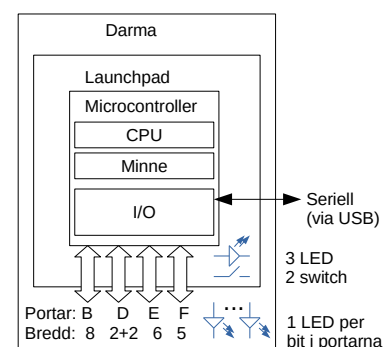 Darma
Launchpad
Microcontroller
CPU
Minne
I/O
Seriell
(via USB)
3 LED
2 switch
Portar: B D E F
Bredd: 8 2+2 6 5
...
1 LED per
bit i portarna